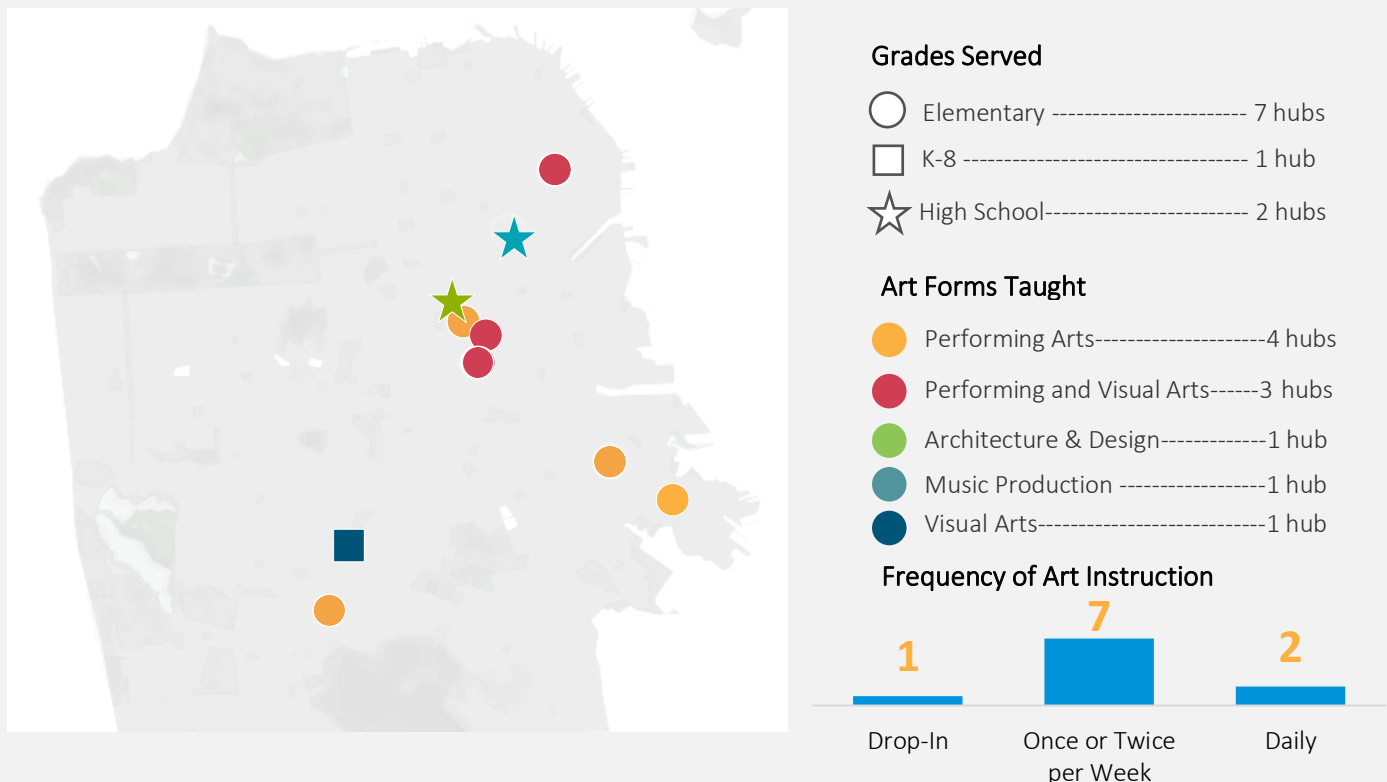 Grades Served
Elementary ------------------------ 7 hubs
K-8 ----------------------------------- 1 hub
High School------------------------- 2 hubs
Art Forms Taught
Performing Arts---------------------4 hubs
Performing and Visual Arts------3 hubs
Architecture & Design-------------1 hub
Music Production ------------------1 hub
Visual Arts----------------------------1 hub
Frequency of Art Instruction
1
7
2
Drop-In
Once or Twice
per Week
Daily